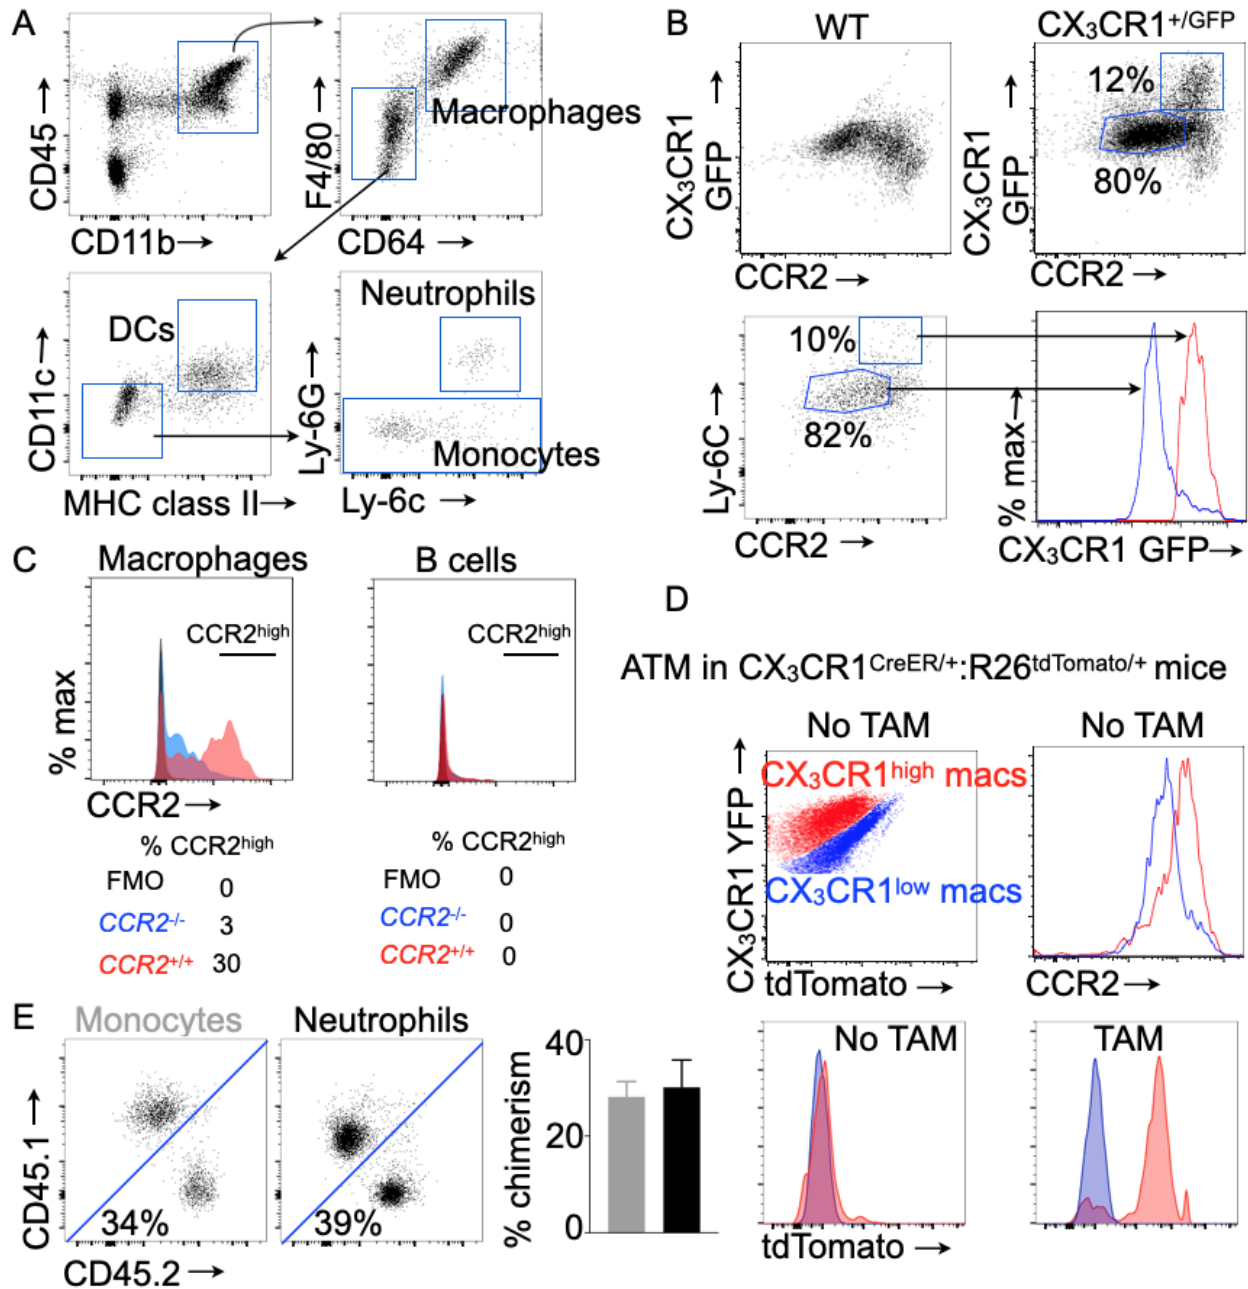 A
CD45 →
CD11b→
F4/80 →
Macrophages
CD64 →
DCs
CD11c→
MHC class II→
Neutrophils
Ly-6G→
Monocytes
Ly-6c →
B
WT
CX₃CR1
GFP →
CCR2 →
CX₃CR1⁺/ᴳᶠᴾ
12%
80%
CX₃CR1
GFP →
CCR2 →
10%
82%
Ly-6C→
CCR2 →
% max→
CX₃CR1 GFP→
C
Macrophages
CCR2ʰⁱᵍʰ
% max
CCR2→
% CCR2ʰⁱᵍʰ
FMO 0
CCR2⁻/⁻ 3
CCR2⁺/⁺ 30
B cells
CCR2ʰⁱᵍʰ
% CCR2ʰⁱᵍʰ
FMO 0
CCR2⁻/⁻ 0
CCR2⁺/⁺ 0
D
ATM in CX₃CR1ᶜʳᵉᴱᴿ/⁺:R26ᵗᵈᵀᵒᵐᵃᵗᵒ/⁺ mice
No TAM
CX₃CR1ʰⁱᵍʰ macs
CX₃CR1ˡᵒʷ macs
CX₃CR1 YFP →
tdTomato →
No TAM
CCR2→
No TAM
tdTomato →
TAM
E
Monocytes
Neutrophils
CD45.1 →
34%
39%
CD45.2 →
% chimerism
40
20
0